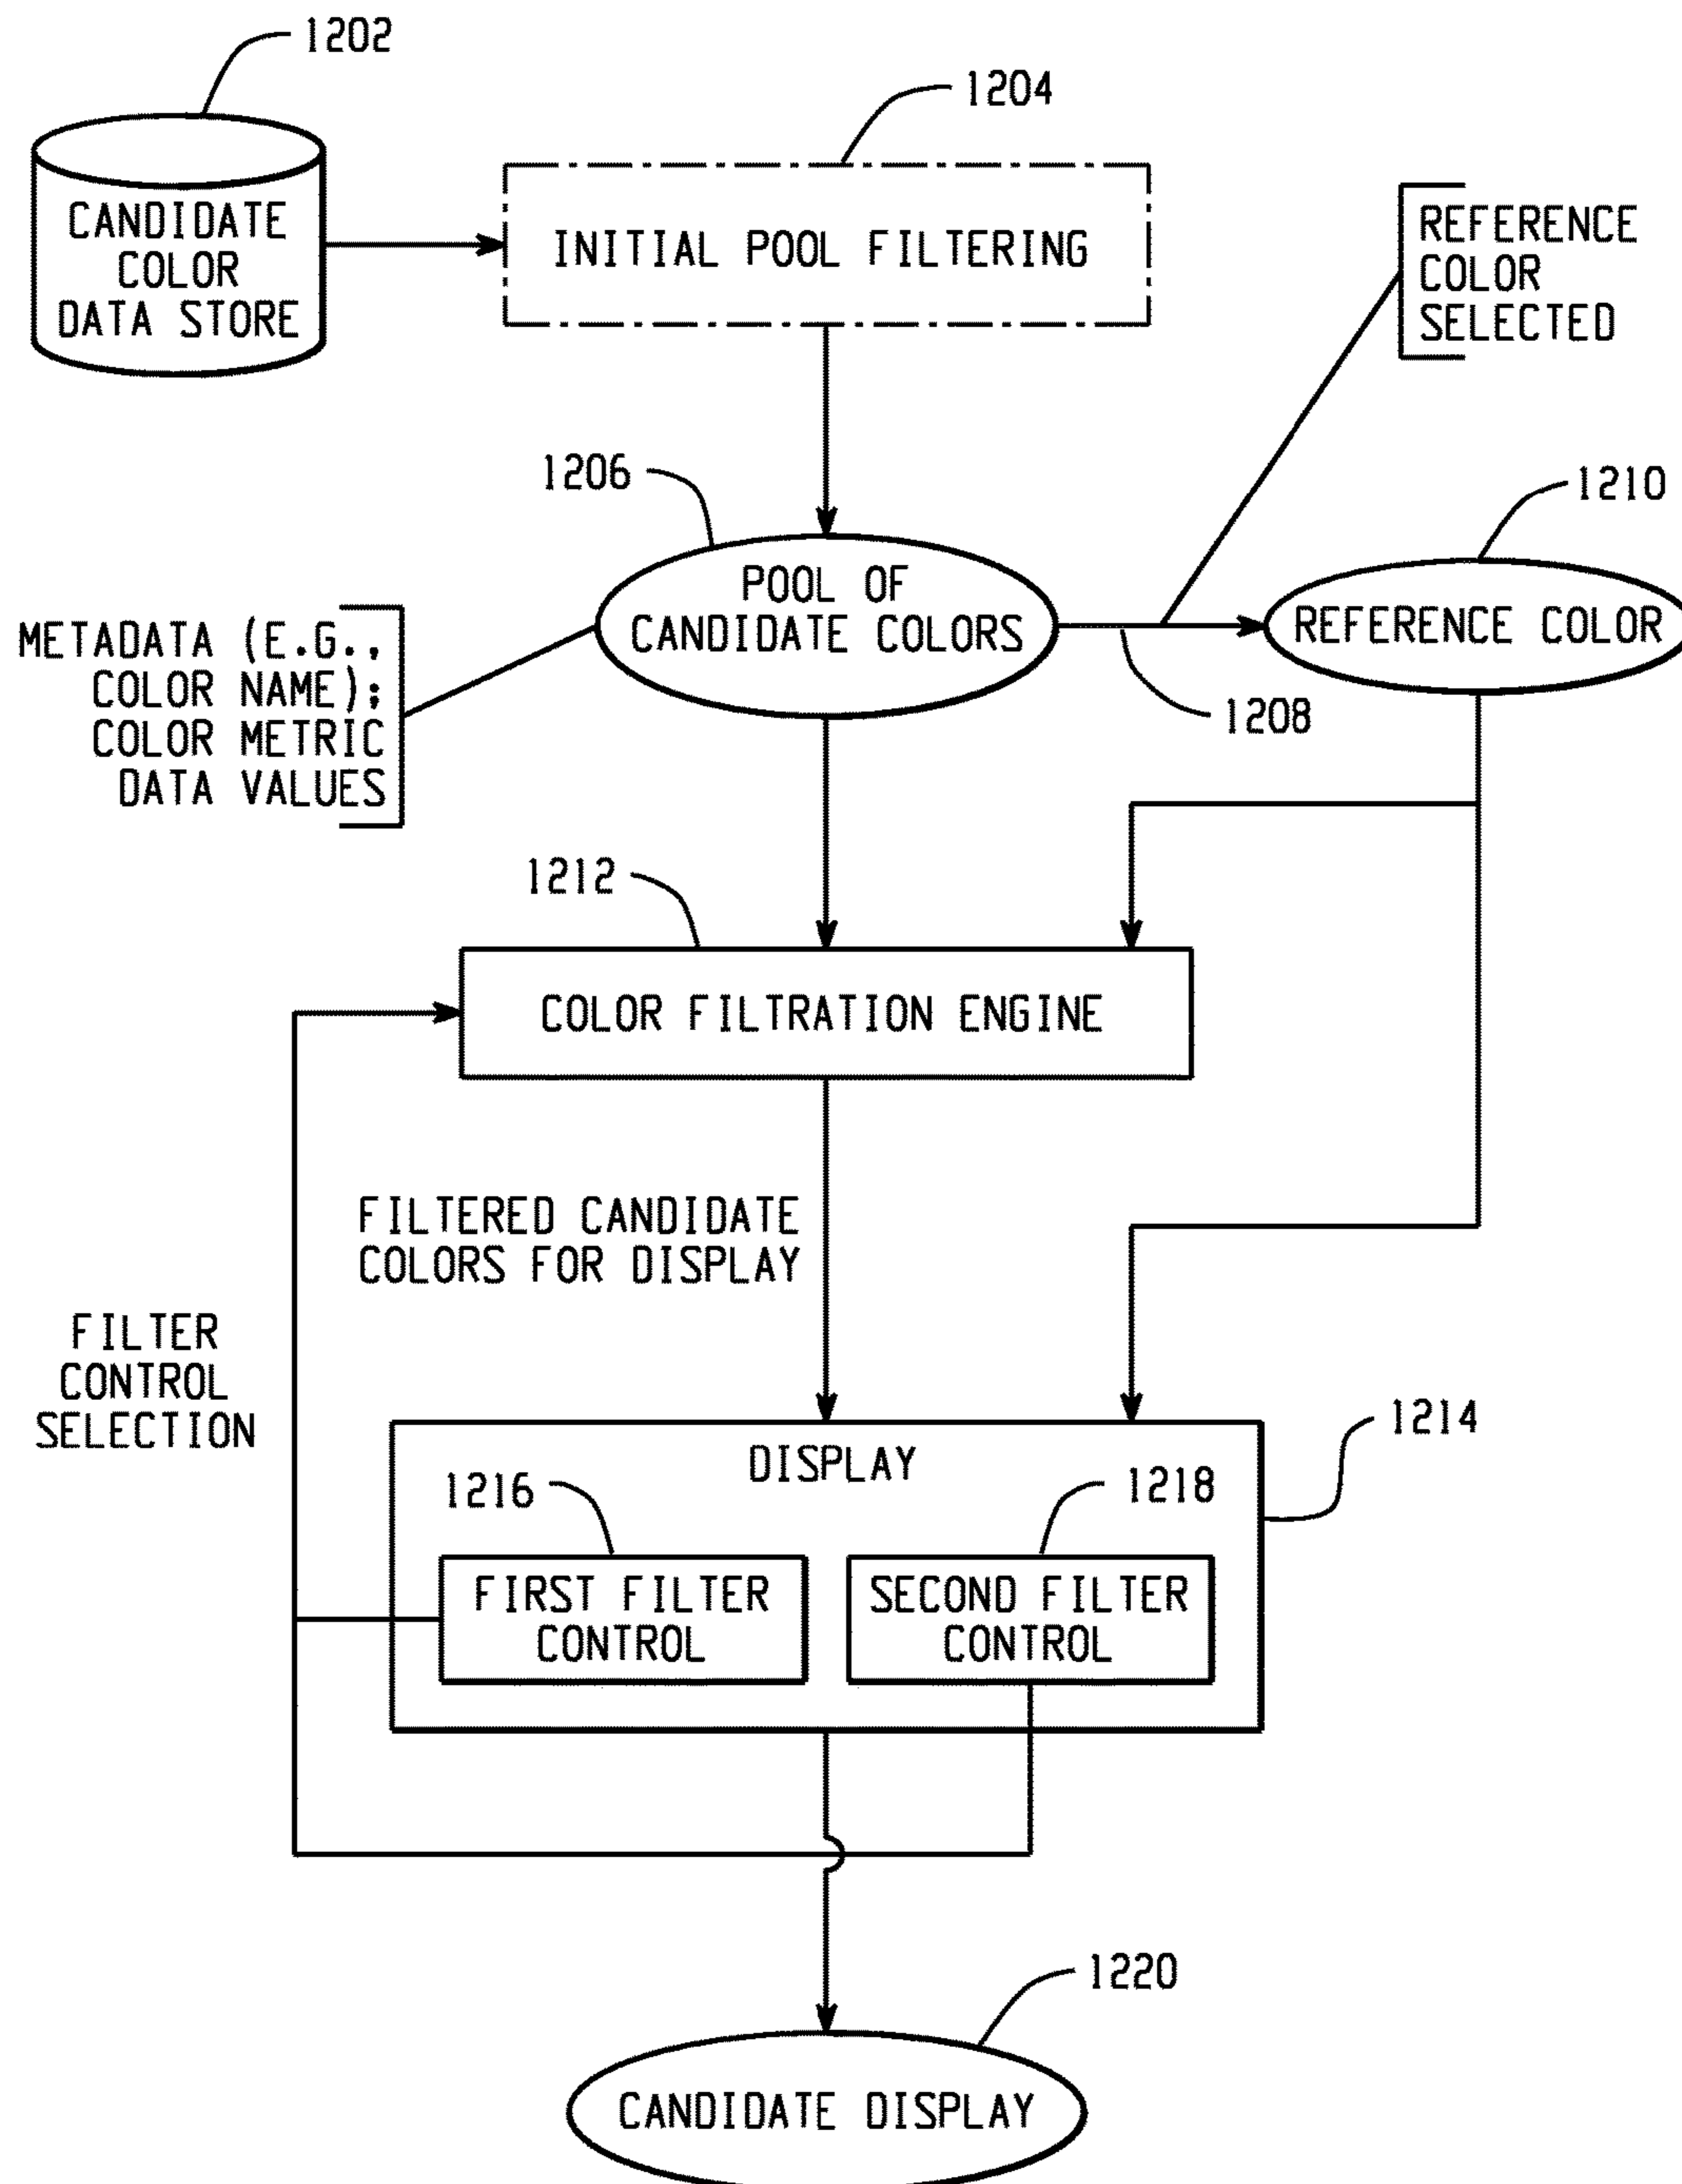 1202
1204
CANDIDATE
COLOR
DATA STORE
INITIAL POOL FILTERING
REFERENCE
COLOR
SELECTED
1206
1210
POOL OF
CANDIDATE COLORS
REFERENCE COLOR
METADATA (E.G.,
COLOR NAME);
COLOR METRIC
DATA VALUES
1208
1212
COLOR FILTRATION ENGINE
FILTERED CANDIDATE
COLORS FOR DISPLAY
FILTER
CONTROL
SELECTION
1214
DISPLAY
1216
1218
FIRST FILTER
CONTROL
SECOND FILTER
CONTROL
1220
CANDIDATE DISPLAY